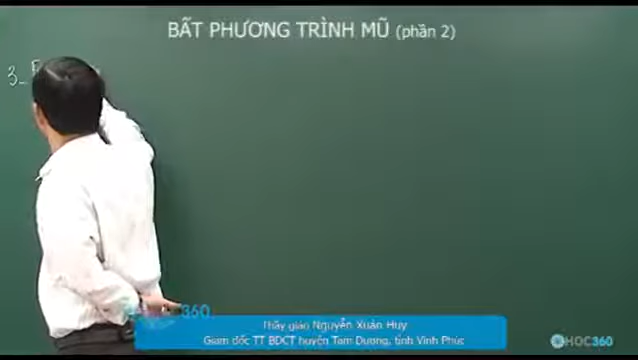 BẤT PHƯƠNG TRÌNH MŨ (phần 2)
3_
360
Thầy giáo Nguyễn Xuân Huy
Giám đốc TT BDCT huyện Tam Dương, tỉnh Vĩnh Phúc
HOC360